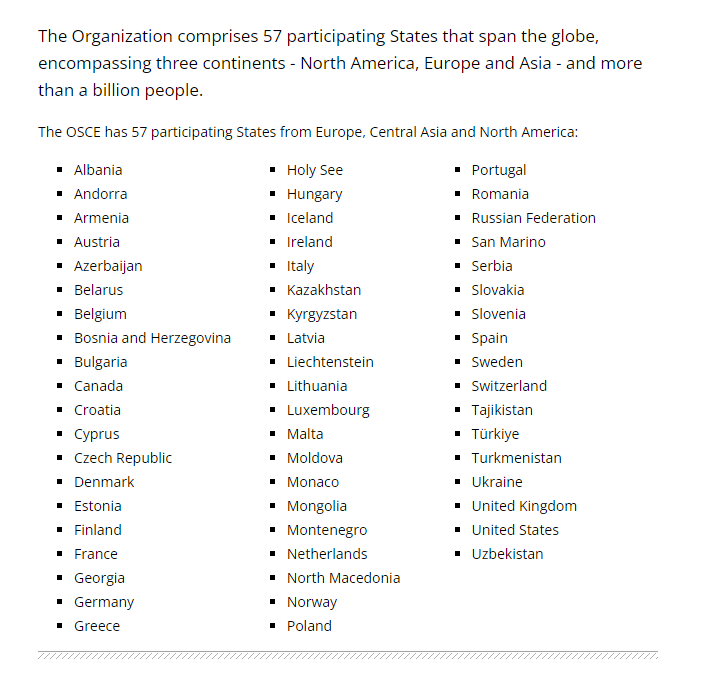 The Organization comprises 57 participating States that span the globe,
encompassing three continents - North America, Europe and Asia - and more
than a billion people.
The OSCE has 57 participating States from Europe, Central Asia and North America:
Albania
Andorra
Armenia
Austria
Azerbaijan
Belarus
Belgium
Bosnia and Herzegovina
Bulgaria
Canada
Croatia
Cyprus
Czech Republic
Denmark
Estonia
Finland
France
Georgia
Germany
Greece
Holy See
Hungary
Iceland
Ireland
Italy
Kazakhstan
Kyrgyzstan
Latvia
Liechtenstein
Lithuania
Luxembourg
Malta
Moldova
Monaco
Mongolia
Montenegro
Netherlands
North Macedonia
Norway
Poland
Portugal
Romania
Russian Federation
San Marino
Serbia
Slovakia
Slovenia
Spain
Sweden
Switzerland
Tajikistan
Türkiye
Turkmenistan
Ukraine
United Kingdom
United States
Uzbekistan